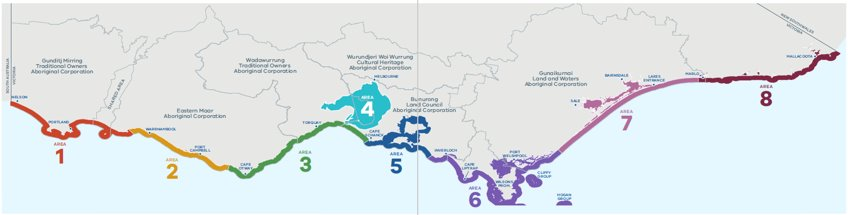 NEW SOUTH WALES
VICTORIA
SOUTH AUSTRALIA
VICTORIA
Gunditj Mirring
Traditional Owners
Aboriginal Corporation
SHARED AREA
Wadawurrung
Traditional Owners
Aboriginal Corporation
Wurundjeri Woi Wurrung
Cultural Heritage
Aboriginal Corporation
MELBOURNE
Gunaikurnai
Land and Waters
Aboriginal Corporation
MALLACOOTA
BAIRNSDALE
LAKES
ENTRANCE
MARLO
AREA
8
NELSON
PORTLAND
AREA
1
Eastern Maar
Aboriginal Corporation
WARRNAMBOOL
PORT
CAMPBELL
AREA
2
CAPE
OTWAY
TORQUAY
AREA
3
AREA
4
Bunurong
Land Council
Aboriginal Corporation
CAPE
SCHANCK
AREA
5
INVERLOCH
CAPE
LIPTRAP
AREA
6
PORT
WELSHPOOL
WILSONS
PROM.
CLIFFY
GROUP
HOGAN
GROUP
SALE
AREA
7